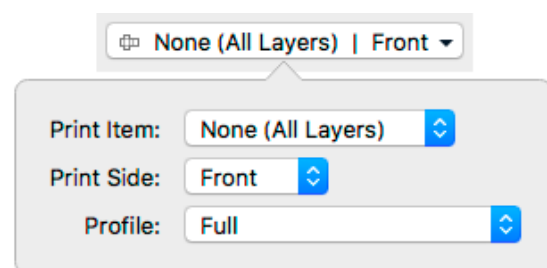 None (All Layers) | Front
Print Item: None (All Layers)
Print Side: Front
Profile: Full